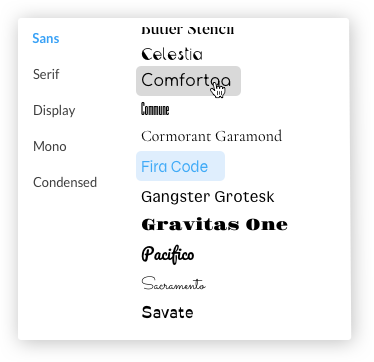 Sans
Serif
Display
Mono
Condensed
Butler Stencil
Celestia
Comfortaa
Commune
Cormorant Garamond
Fira Code
Gangster Grotesk
Gravitas One
Pacifico
Sacramento
Savate